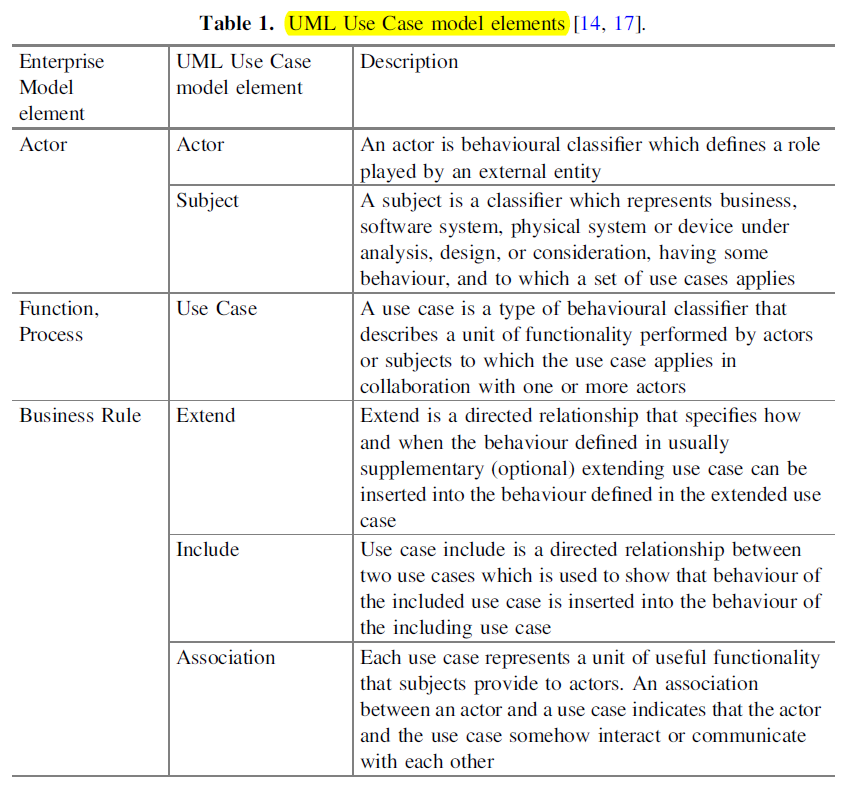 Table 1. UML Use Case model elements [14, 17].
Enterprise
Model
element
UML Use Case
model element
Description
Actor
Actor
An actor is behavioural classifier which defines a role
played by an external entity
Subject
A subject is a classifier which represents business,
software system, physical system or device under
analysis, design, or consideration, having some
behaviour, and to which a set of use cases applies
Function,
Process
Use Case
A use case is a type of behavioural classifier that
describes a unit of functionality performed by actors
or subjects to which the use case applies in
collaboration with one or more actors
Business Rule
Extend
Extend is a directed relationship that specifies how
and when the behaviour defined in usually
supplementary (optional) extending use case can be
inserted into the behaviour defined in the extended use
case
Include
Use case include is a directed relationship between
two use cases which is used to show that behaviour of
the included use case is inserted into the behaviour of
the including use case
Association
Each use case represents a unit of useful functionality
that subjects provide to actors. An association
between an actor and a use case indicates that the actor
and the use case somehow interact or communicate
with each other